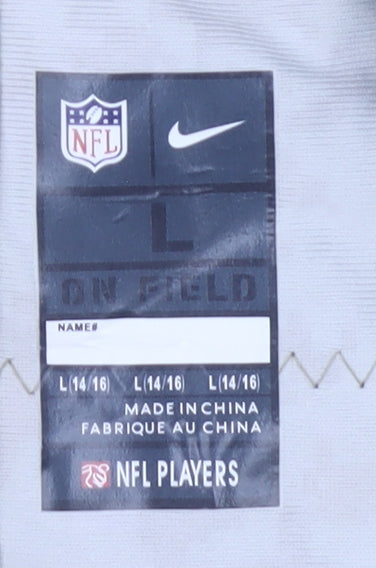 NFL
L
ON FIELD
NAME#
L(14/16) L(14/16) L(14/16)
MADE IN CHINA
FABRIQUE AU CHINA
NFL PLAYERS